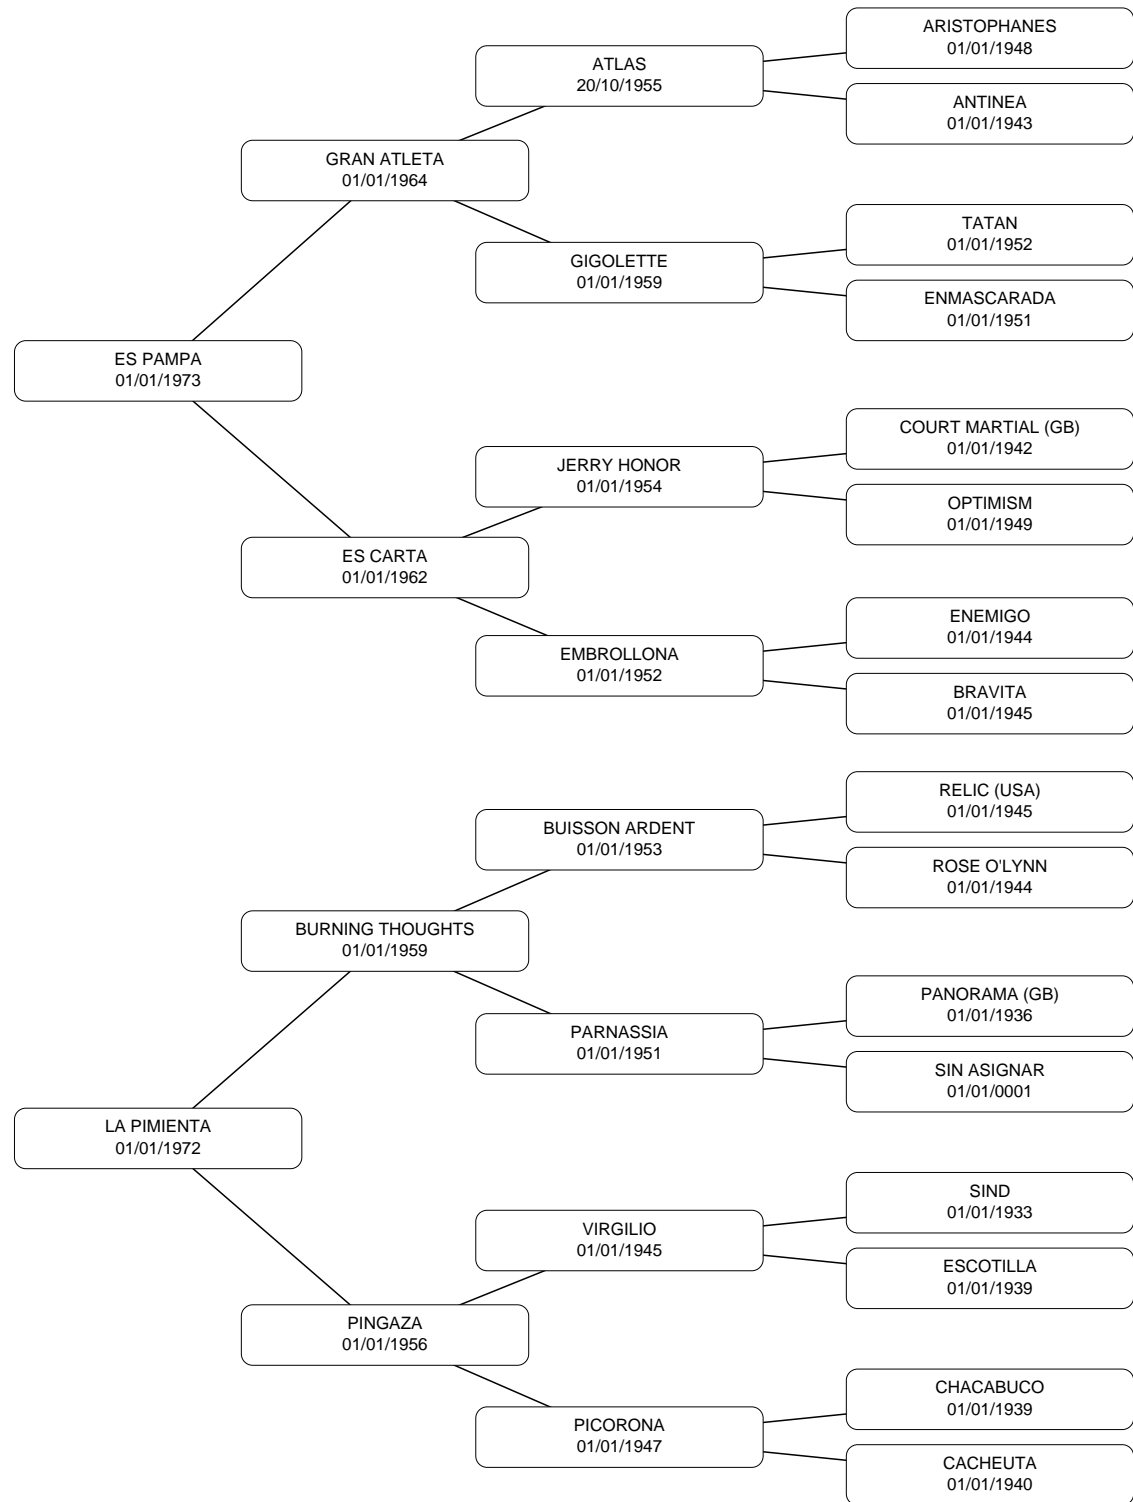 ARISTOPHANES
01/01/1948
ATLAS
20/10/1955
ANTINEA
01/01/1943
GRAN ATLETA
01/01/1964
TATAN
01/01/1952
GIGOLETTE
01/01/1959
ENMASCARADA
01/01/1951
ES PAMPA
01/01/1973
COURT MARTIAL (GB)
01/01/1942
JERRY HONOR
01/01/1954
OPTIMISM
01/01/1949
ES CARTA
01/01/1962
ENEMIGO
01/01/1944
EMBROLLONA
01/01/1952
BRAVITA
01/01/1945
RELIC (USA)
01/01/1945
BUISSON ARDENT
01/01/1953
ROSE O'LYNN
01/01/1944
BURNING THOUGHTS
01/01/1959
PANORAMA (GB)
01/01/1936
PARNASSIA
01/01/1951
SIN ASIGNAR
01/01/0001
LA PIMIENTA
01/01/1972
SIND
01/01/1933
VIRGILIO
01/01/1945
ESCOTILLA
01/01/1939
PINGAZA
01/01/1956
CHACABUCO
01/01/1939
PICORONA
01/01/1947
CACHEUTA
01/01/1940